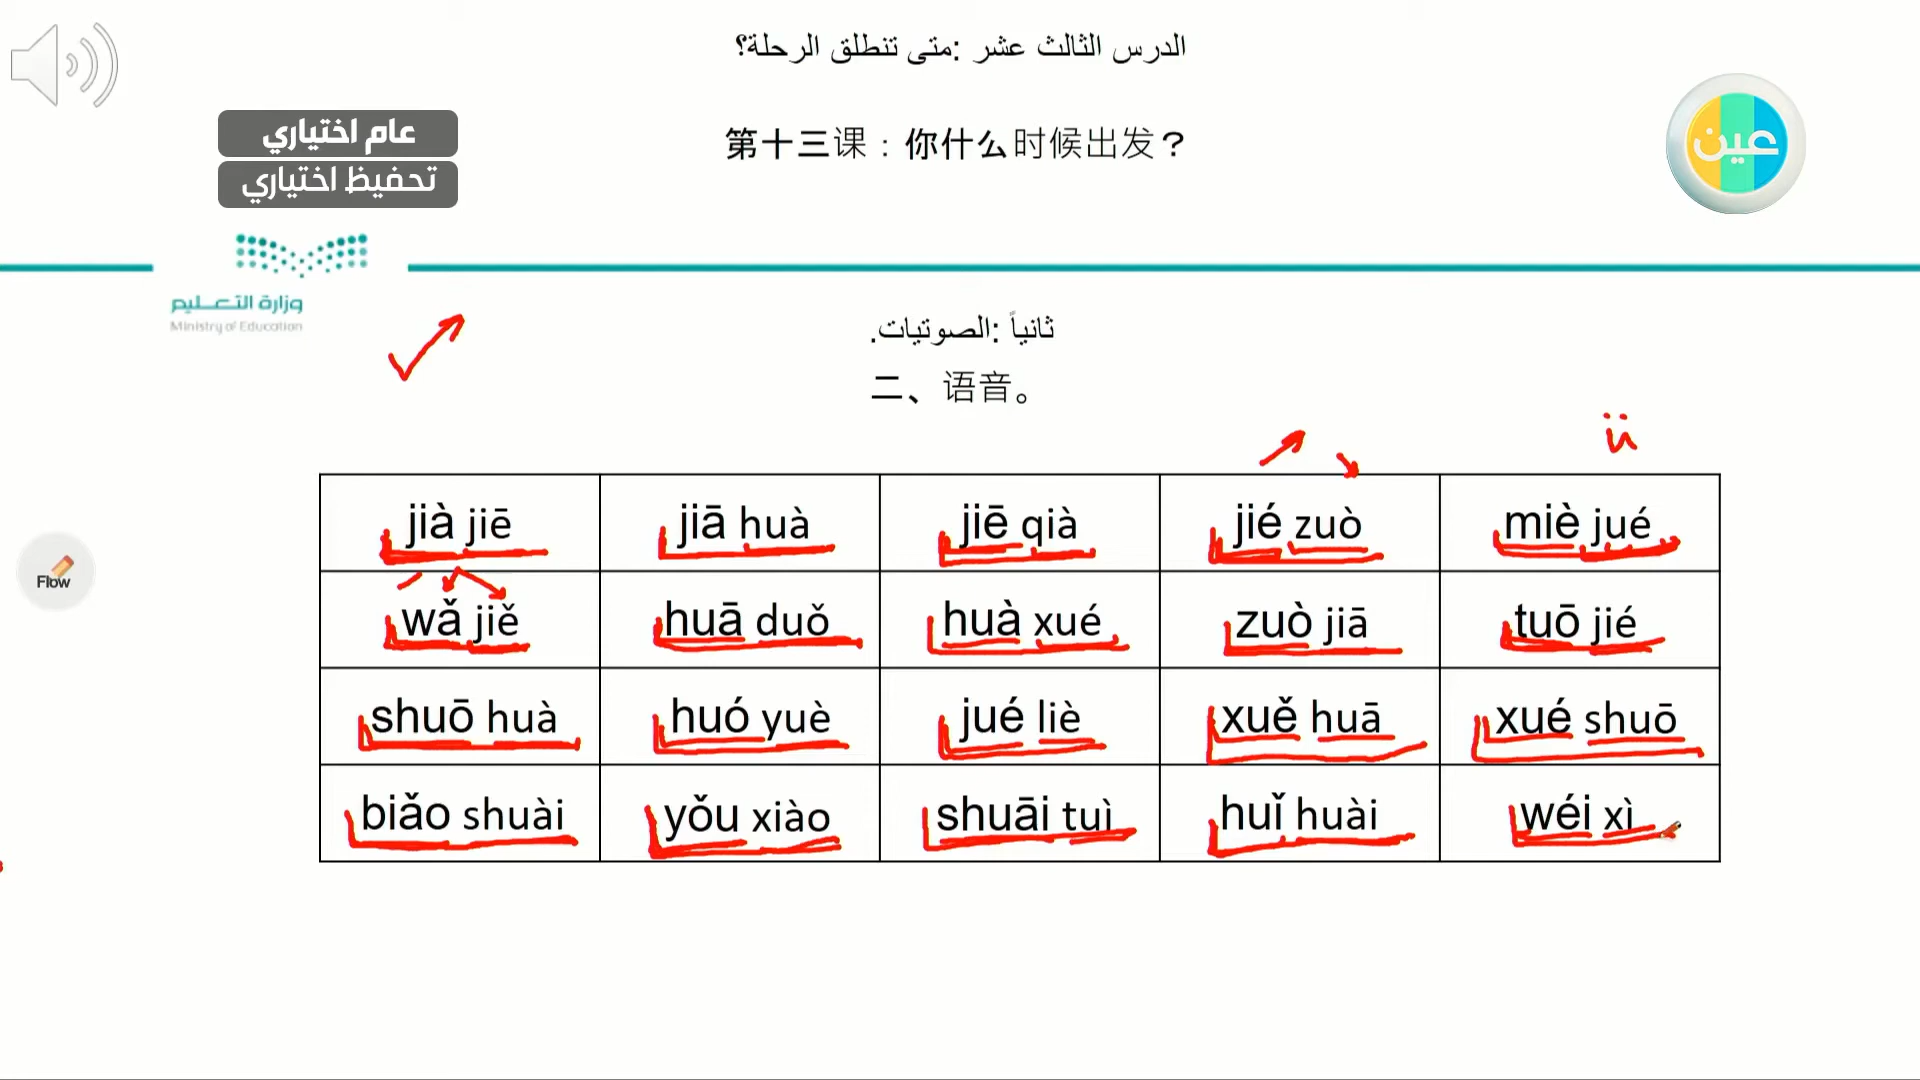 الدرس الثالث عشر :متى تنطلق الرحلة؟
عام اختياري
تحفيظ اختياري
第十三课：你什么时候出发？
عين
وزارة التعليم
Ministry of Education
ثانياً :الصوتيات.
二、语音。
ü
jià jiē jiā huà jiē qià jié zuò miè jué
wǎ jiě huā duǒ huà xué zuò jiā tuō jié
shuō huà huó yuè jué liè xuě huā xué shuō
biǎo shuài yǒu xiào shuāi tuì huǐ huài wéi xì
Flow